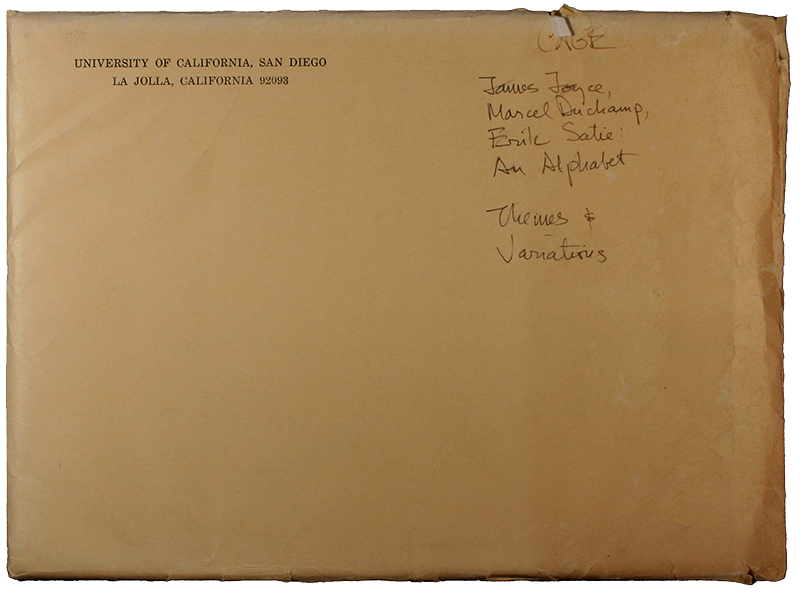 UNIVERSITY OF CALIFORNIA, SAN DIEGO
LA JOLLA, CALIFORNIA 92093
CAGE
James Joyce,
Marcel Duchamp,
Erik Satie:
An Alphabet
Themes &
Variations